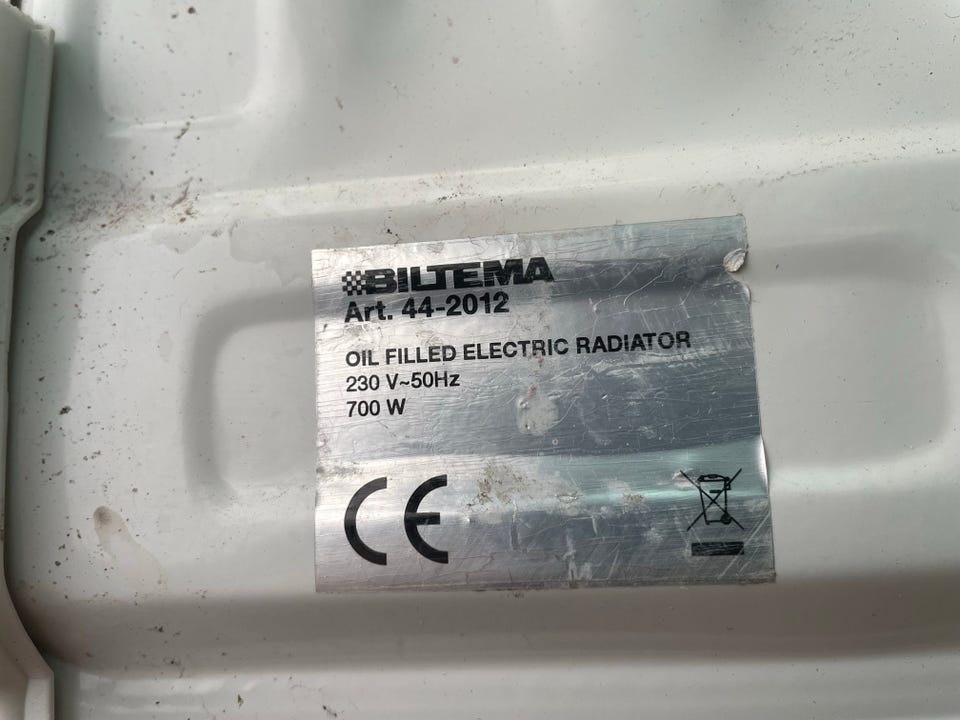 BILTEMA
Art. 44-2012
OIL FILLED ELECTRIC RADIATOR
230 V~50Hz
700 W
CE